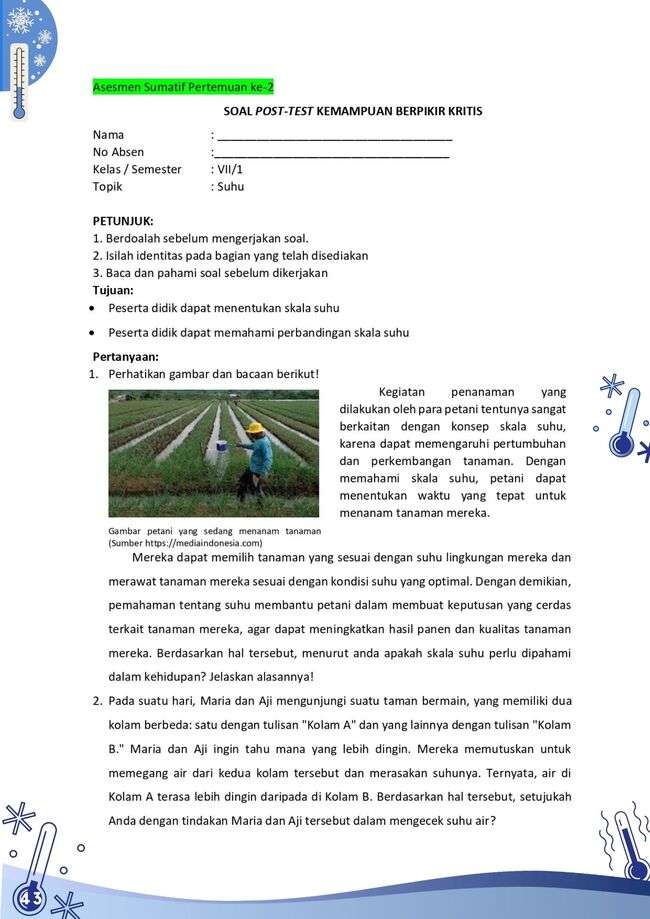 Asesmen Sumatif Pertemuan ke-2
SOAL POST-TEST KEMAMPUAN BERPIKIR KRITIS
Nama : ____________________________________
No Absen :____________________________________
Kelas / Semester : VII/1
Topik : Suhu
PETUNJUK:
1. Berdoalah sebelum mengerjakan soal.
2. Isilah identitas pada bagian yang telah disediakan
3. Baca dan pahami soal sebelum dikerjakan
Tujuan:
• Peserta didik dapat menentukan skala suhu
• Peserta didik dapat memahami perbandingan skala suhu
Pertanyaan:
1. Perhatikan gambar dan bacaan berikut!
Kegiatan penanaman yang
dilakukan oleh para petani tentunya sangat
berkaitan dengan konsep skala suhu,
karena dapat memengaruhi pertumbuhan
dan perkembangan tanaman. Dengan
memahami skala suhu, petani dapat
menentukan waktu yang tepat untuk
menanam tanaman mereka.
Gambar petani yang sedang menanam tanaman
(Sumber https://mediaindonesia.com)
Mereka dapat memilih tanaman yang sesuai dengan suhu lingkungan mereka dan
merawat tanaman mereka sesuai dengan kondisi suhu yang optimal. Dengan demikian,
pemahaman tentang suhu membantu petani dalam membuat keputusan yang cerdas
terkait tanaman mereka, agar dapat meningkatkan hasil panen dan kualitas tanaman
mereka. Berdasarkan hal tersebut, menurut anda apakah skala suhu perlu dipahami
dalam kehidupan? Jelaskan alasannya!
2. Pada suatu hari, Maria dan Aji mengunjungi suatu taman bermain, yang memiliki dua
kolam berbeda: satu dengan tulisan "Kolam A" dan yang lainnya dengan tulisan "Kolam
B." Maria dan Aji ingin tahu mana yang lebih dingin. Mereka memutuskan untuk
memegang air dari kedua kolam tersebut dan merasakan suhunya. Ternyata, air di
Kolam A terasa lebih dingin daripada di Kolam B. Berdasarkan hal tersebut, setujukah
Anda dengan tindakan Maria dan Aji tersebut dalam mengecek suhu air?
43